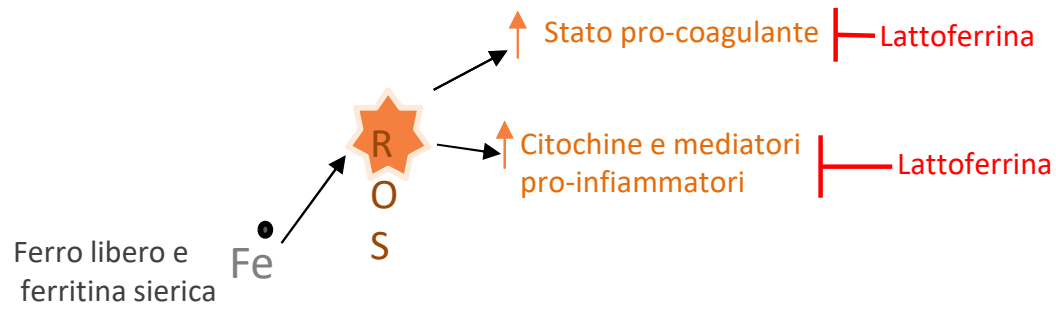 Stato pro-coagulante
Lattoferrina
R
O
S
Citochine e mediatori
pro-infiammatori
Lattoferrina
Ferro libero e
ferritina sierica
Fe